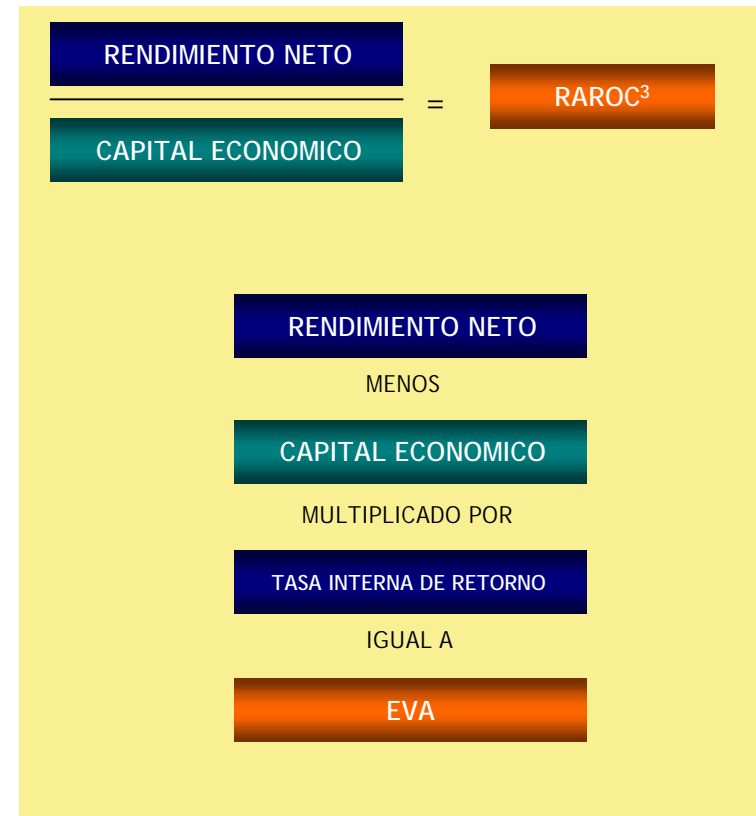 RENDIMIENTO NETO
= RAROC³
CAPITAL ECONOMICO
RENDIMIENTO NETO
MENOS
CAPITAL ECONOMICO
MULTIPLICADO POR
TASA INTERNA DE RETORNO
IGUAL A
EVA